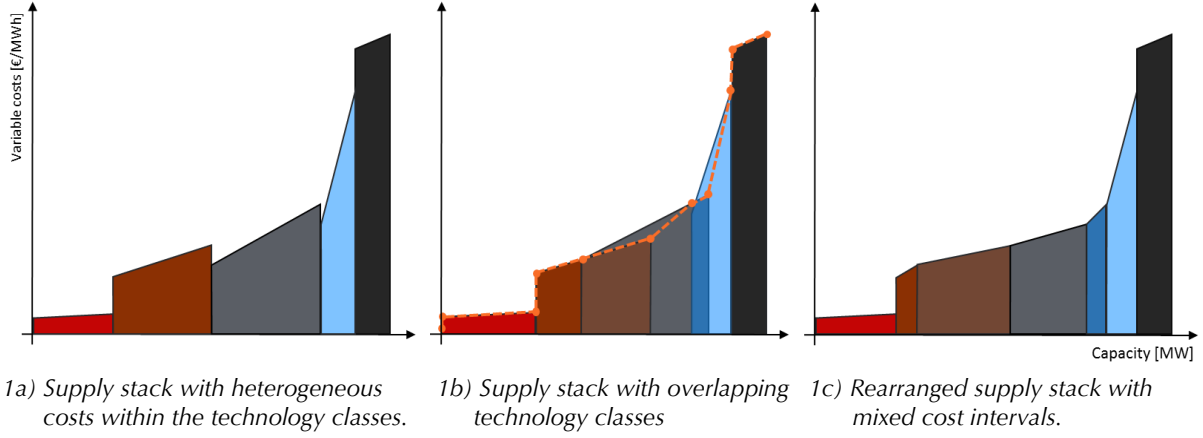 Variable costs [€/MWh]
Capacity [MW]
1a) Supply stack with heterogeneous
costs within the technology classes.
1b) Supply stack with overlapping
technology classes
1c) Rearranged supply stack with
mixed cost intervals.